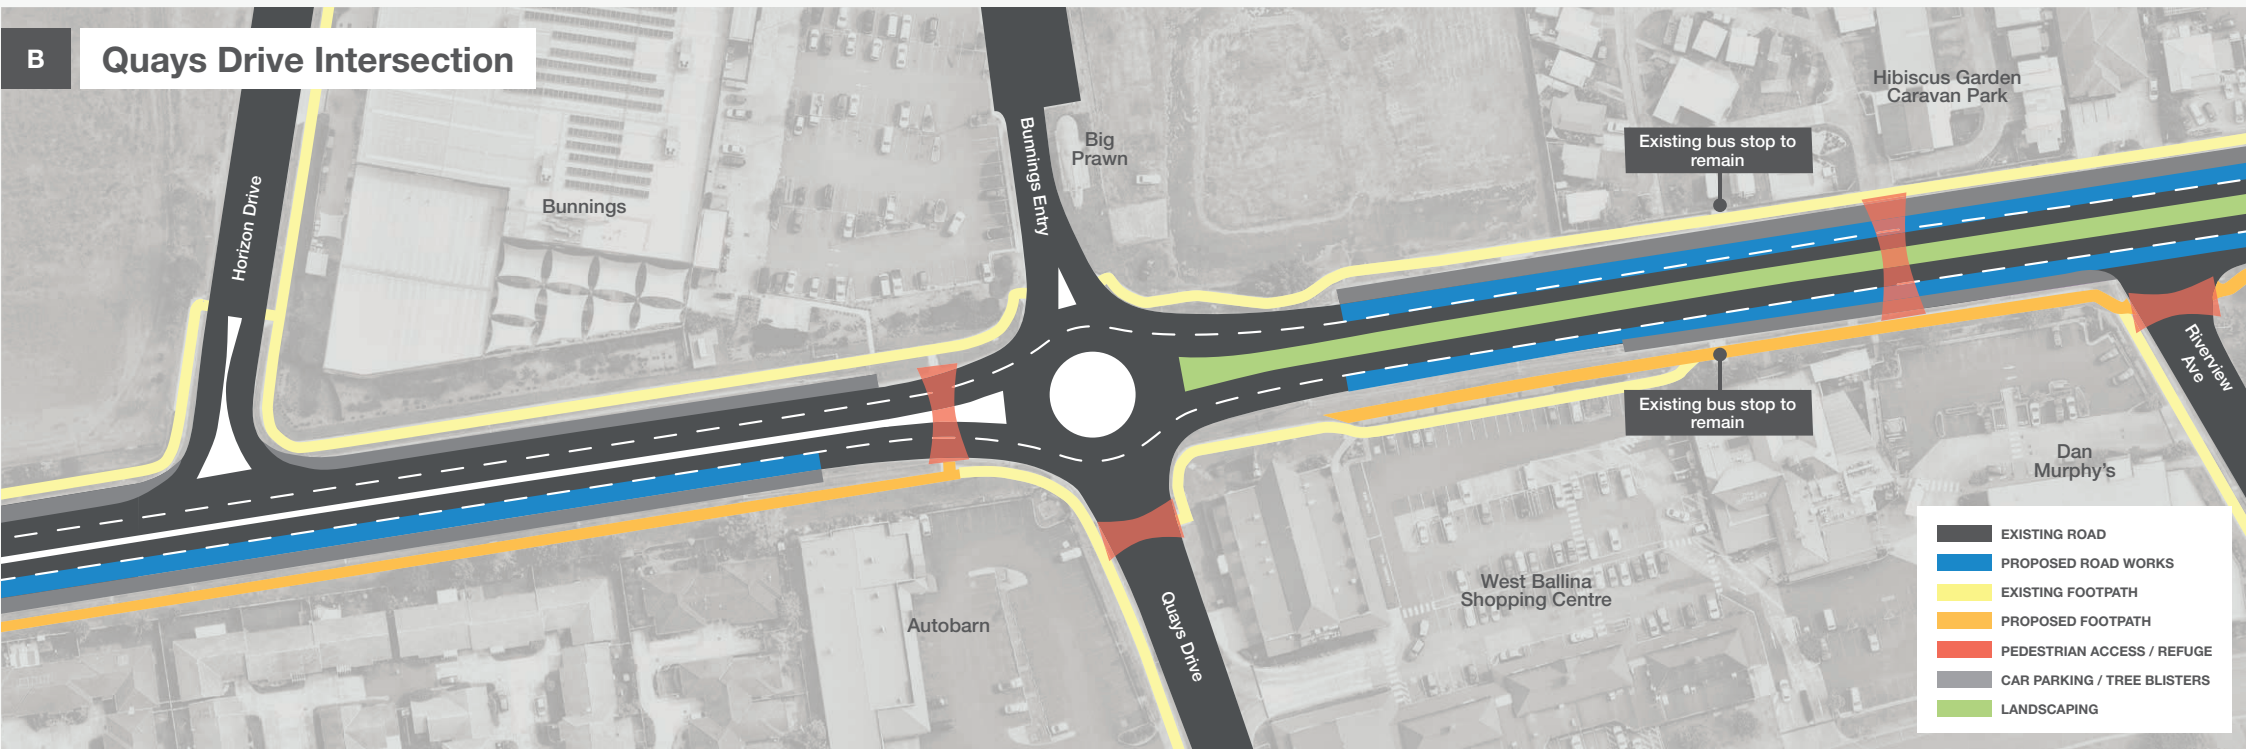 B
Quays Drive Intersection
Horizon Drive
Bunnings
Bunnings Entry
Big
Prawn
Existing bus stop to
remain
Hibiscus Garden
Caravan Park
Existing bus stop to
remain
Riverview
Ave
Dan
Murphy's
West Ballina
Shopping Centre
Autobarn
Quays Drive
EXISTING ROAD
PROPOSED ROAD WORKS
EXISTING FOOTPATH
PROPOSED FOOTPATH
PEDESTRIAN ACCESS / REFUGE
CAR PARKING / TREE BLISTERS
LANDSCAPING